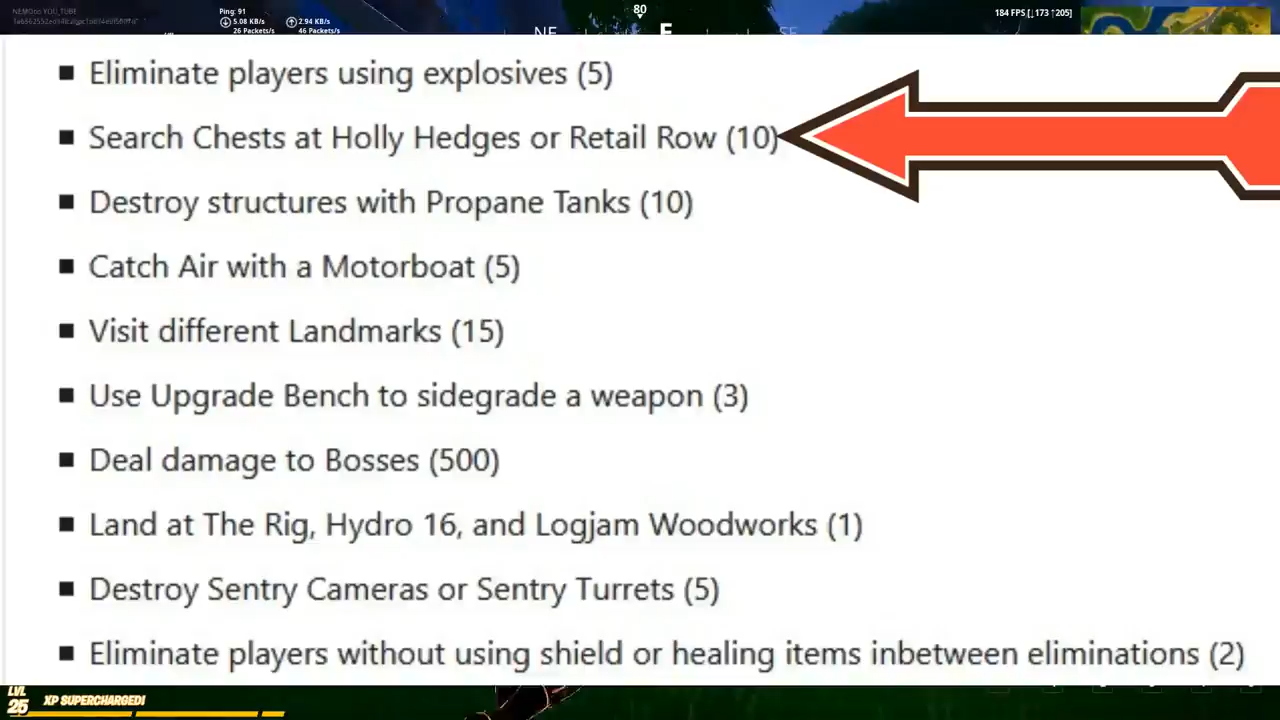 NEMOoo YOU_TUBE
Ping: 91
5.08 KB/s
2.94 KB/s
26 Packets/s
46 Packets/s
80
NE
E
SE
184 FPS [↓173 ↑205]
■ Eliminate players using explosives (5)
■ Search Chests at Holly Hedges or Retail Row (10)
■ Destroy structures with Propane Tanks (10)
■ Catch Air with a Motorboat (5)
■ Visit different Landmarks (15)
■ Use Upgrade Bench to sidegrade a weapon (3)
■ Deal damage to Bosses (500)
■ Land at The Rig, Hydro 16, and Logjam Woodworks (1)
■ Destroy Sentry Cameras or Sentry Turrets (5)
■ Eliminate players without using shield or healing items inbetween eliminations (2)
LVL
25
XP SUPERCHARGED!